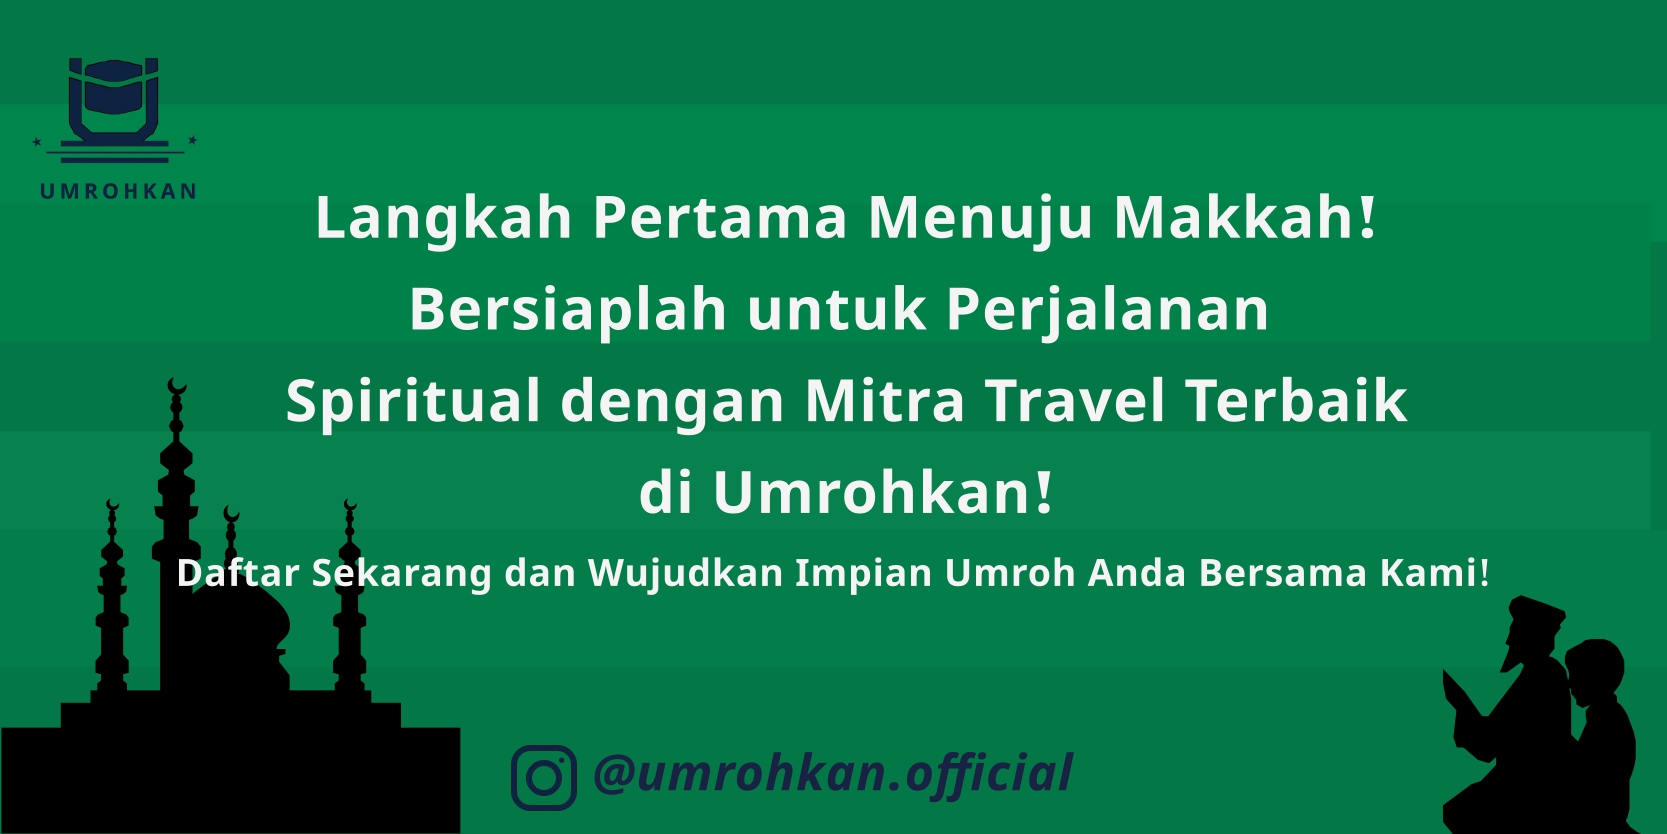 UMROHKAN
Langkah Pertama Menuju Makkah!
Bersiaplah untuk Perjalanan
Spiritual dengan Mitra Travel Terbaik
di Umrohkan!
Daftar Sekarang dan Wujudkan Impian Umroh Anda Bersama Kami!
@umrohkan.official